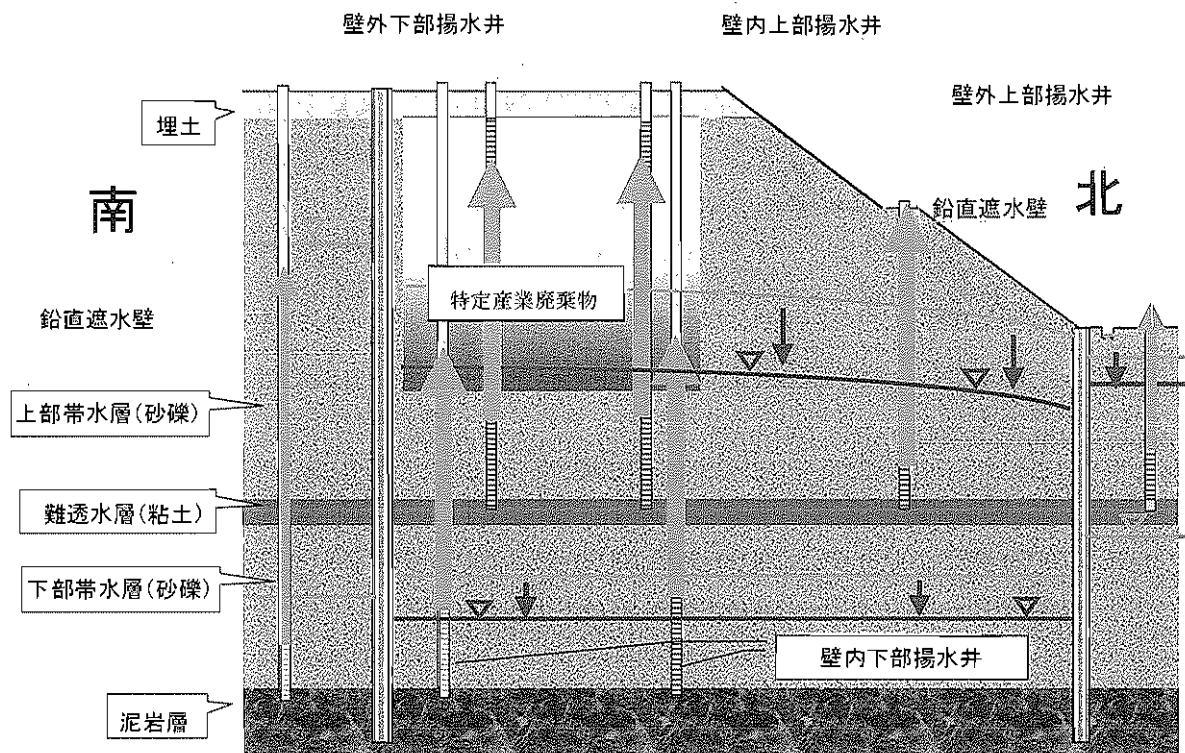 壁外下部揚水井
壁内上部揚水井
壁外上部揚水井
埋土
南
鉛直遮水壁
北
特定産業廃棄物
鉛直遮水壁
上部帯水層(砂礫)
難透水層(粘土)
下部帯水層(砂礫)
壁内下部揚水井
泥岩層